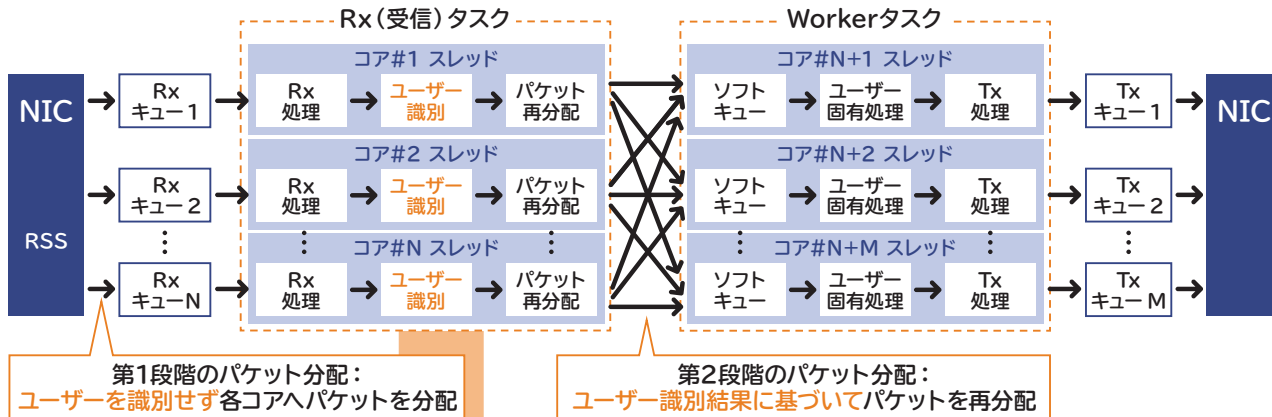 Rx(受信)タスク
Workerタスク
NIC
RSS
Rx
キュー1
Rx
キュー2
⋮
Rx
キューN
コア#1 スレッド
Rx
処理
ユーザー
識別
パケット
再分配
コア#2 スレッド
Rx
処理
ユーザー
識別
パケット
再分配
⋮
⋮
コア#N スレッド
Rx
処理
ユーザー
識別
パケット
再分配
コア#N+1 スレッド
ソフト
キュー
ユーザー
固有処理
Tx
処理
コア#N+2 スレッド
ソフト
キュー
ユーザー
固有処理
Tx
処理
⋮
⋮
コア#N+M スレッド
ソフト
キュー
ユーザー
固有処理
Tx
処理
Tx
キュー1
Tx
キュー2
⋮
Tx
キューM
NIC
第1段階のパケット分配：
ユーザーを識別せず各コアへパケットを分配
第2段階のパケット分配：
ユーザー識別結果に基づいてパケットを再分配